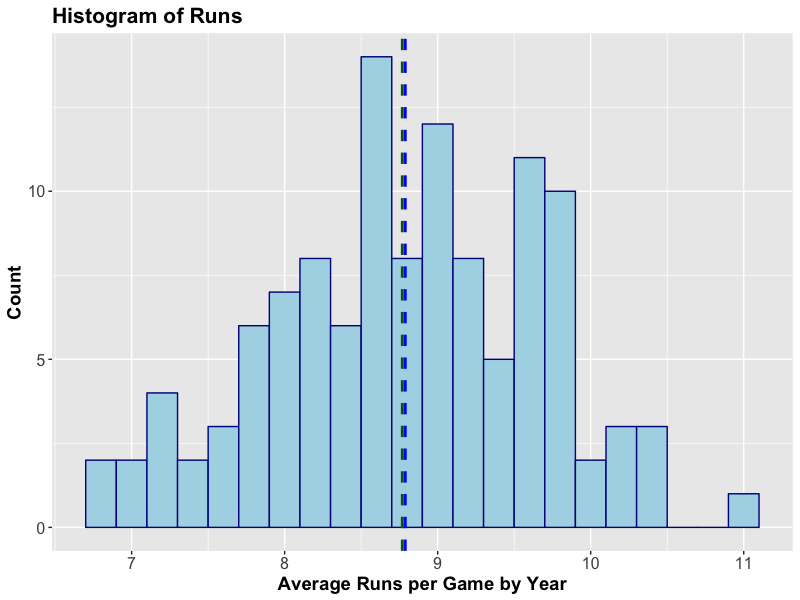 Histogram of Runs
10
5
0
Count
7 8 9 10 11
Average Runs per Game by Year